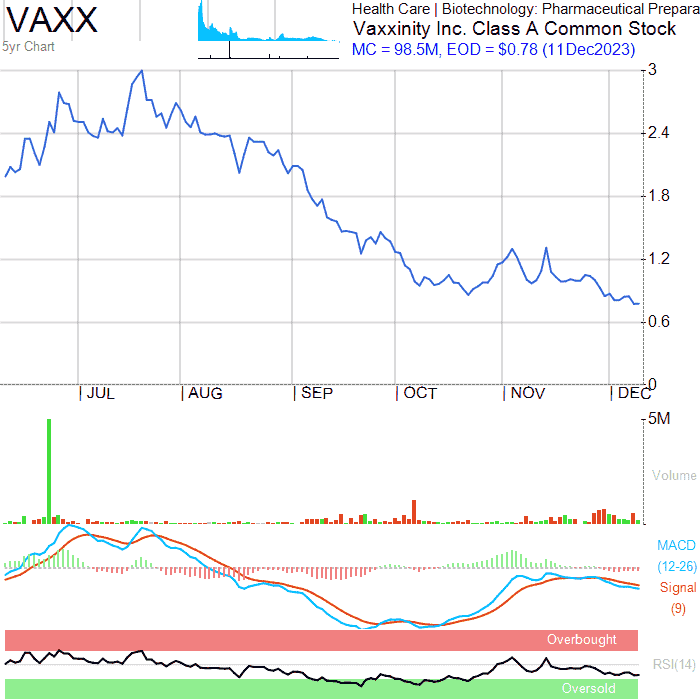 VAXX
5yr Chart
Health Care | Biotechnology: Pharmaceutical Prepara
Vaxxinity Inc. Class A Common Stock
MC = 98.5M, EOD = $0.78 (11Dec2023)
3
2.4
1.8
1.2
0.6
0
JUL
AUG
SEP
OCT
NOV
DEC
5M
Volume
MACD
(12-26)
Signal
(9)
Overbought
RSI(14)
Oversold